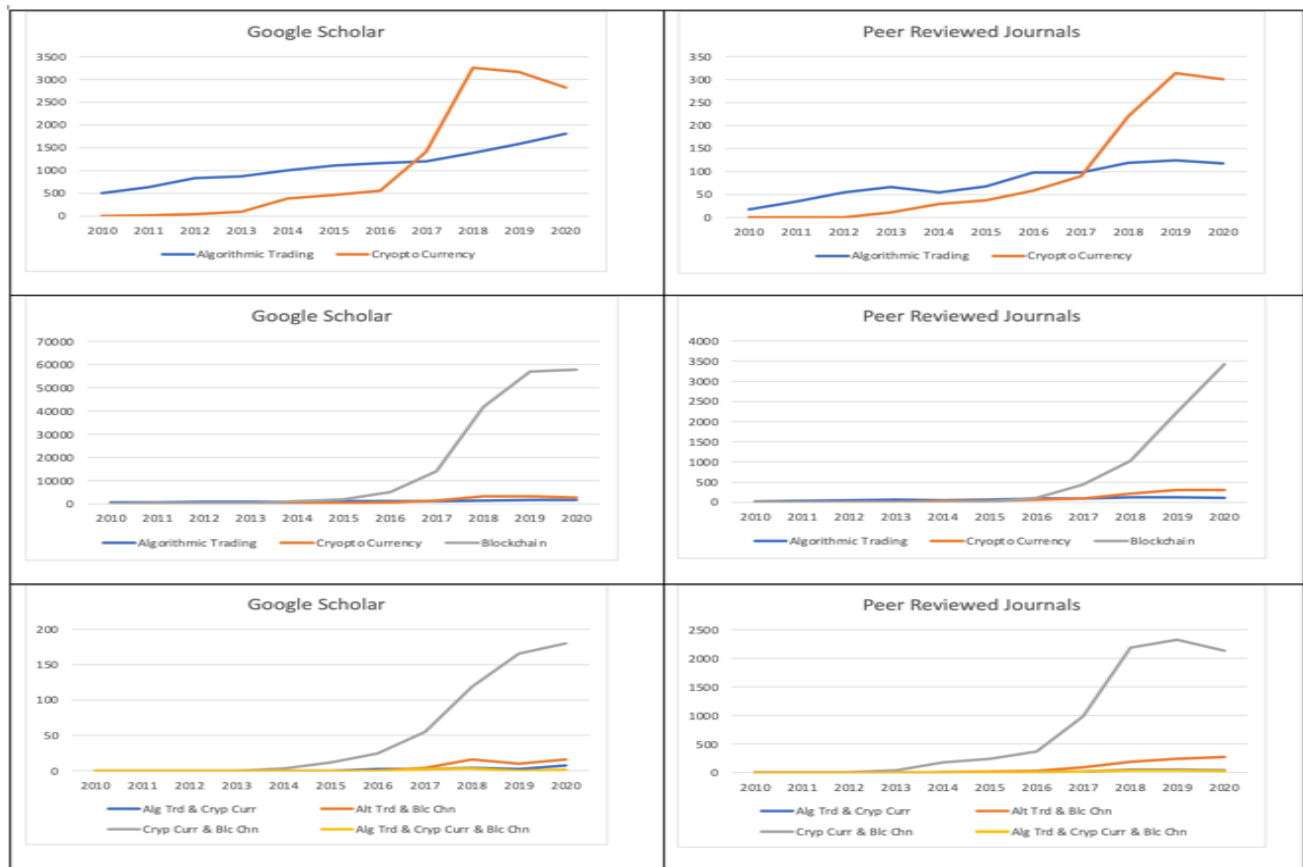 Google Scholar
3500
3000
2500
2000
1500
1000
500
0
2010 2011 2012 2013 2014 2015 2016 2017 2018 2019 2020
Algorithmic Trading Cryopto Currency
Peer Reviewed Journals
350
300
250
200
150
100
50
0
2010 2011 2012 2013 2014 2015 2016 2017 2018 2019 2020
Algorithmic Trading Cryopto Currency
Google Scholar
70000
60000
50000
40000
30000
20000
10000
0
2010 2011 2012 2013 2014 2015 2016 2017 2018 2019 2020
Algorithmic Trading Cryopto Currency Blockchain
Peer Reviewed Journals
4000
3500
3000
2500
2000
1500
1000
500
0
2010 2011 2012 2013 2014 2015 2016 2017 2018 2019 2020
Algorithmic Trading Cryopto Currency Blockchain
Google Scholar
200
150
100
50
0
2010 2011 2012 2013 2014 2015 2016 2017 2018 2019 2020
Alg Trd & Cryp Curr Alt Trd & Blc Chn
Cryp Curr & Blc Chn Alg Trd & Cryp Curr & Blc Chn
Peer Reviewed Journals
2500
2000
1500
1000
500
0
2010 2011 2012 2013 2014 2015 2016 2017 2018 2019 2020
Alg Trd & Cryp Curr Alt Trd & Blc Chn
Cryp Curr & Blc Chn Alg Trd & Cryp Curr & Blc Chn